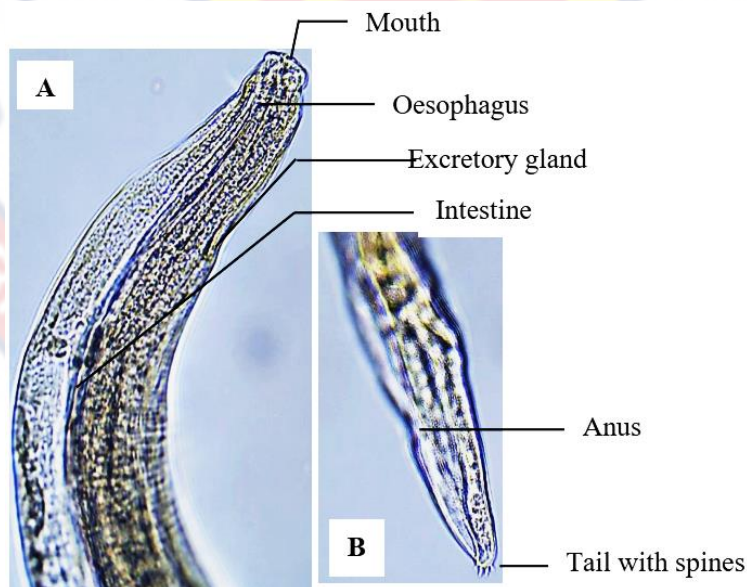 Mouth
A
Oesophagus
Excretory gland
Intestine
Anus
B
Tail with spines